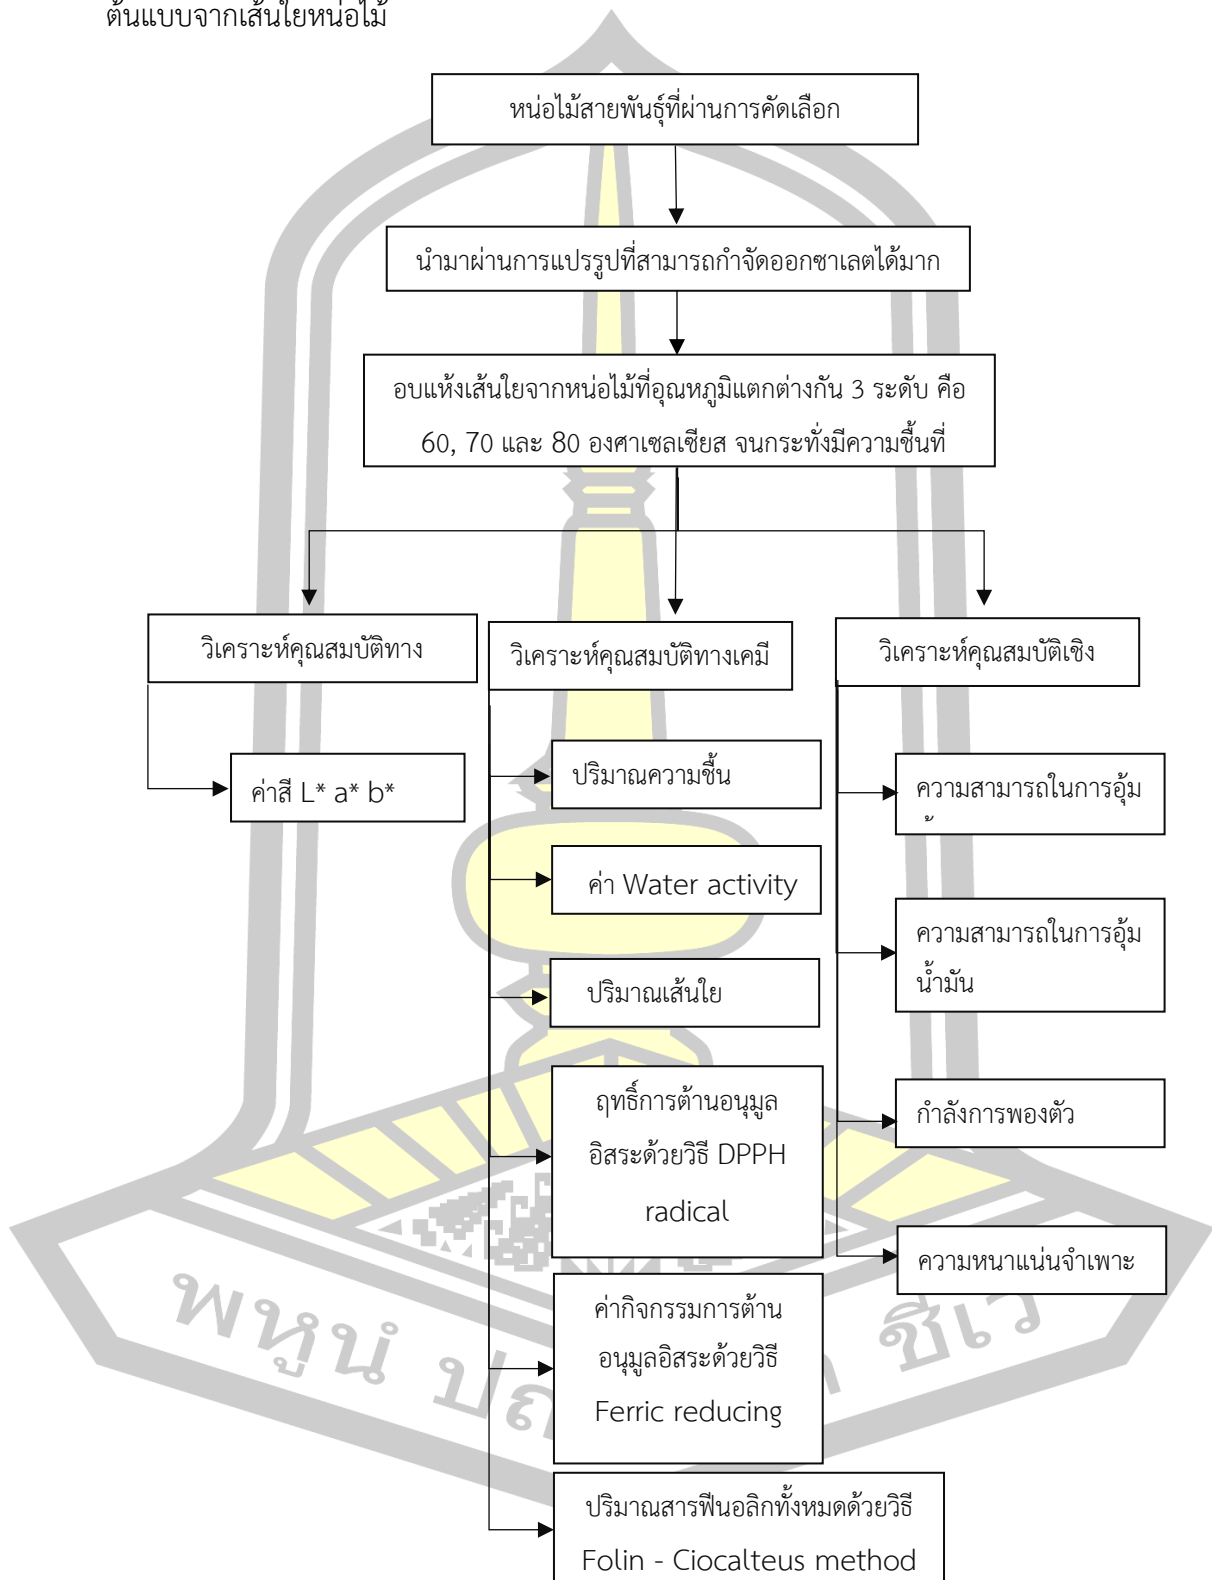 ต้นแบบจากเส้นใยหน่อไม้
หน่อไม้สายพันธุ์ที่ผ่านการคัดเลือก
นำมาผ่านการแปรรูปที่สามารถกำจัดออกซาเลตได้มาก
อบแห้งเส้นใยจากหน่อไม้ที่อุณหภูมิแตกต่างกัน 3 ระดับ คือ
60, 70 และ 80 องศาเซลเซียส จนกระทั่งมีความชื้นที่
วิเคราะห์คุณสมบัติทาง
ค่าสี L* a* b*
วิเคราะห์คุณสมบัติทางเคมี
ปริมาณความชื้น
ค่า Water activity
ปริมาณเส้นใย
ฤทธิ์การต้านอนุมูล
อิสระด้วยวิธี DPPH
radical
ค่ากิจกรรมการต้าน
อนุมูลอิสระด้วยวิธี
Ferric reducing
ปริมาณสารฟีนอลิกทั้งหมดด้วยวิธี
Folin - Ciocalteus method
วิเคราะห์คุณสมบัติเชิง
ความสามารถในการอุ้ม
ความสามารถในการอุ้ม
น้ำมัน
กำลังการพองตัว
ความหนาแน่นจำเพาะ
พหูนํ ชีเว